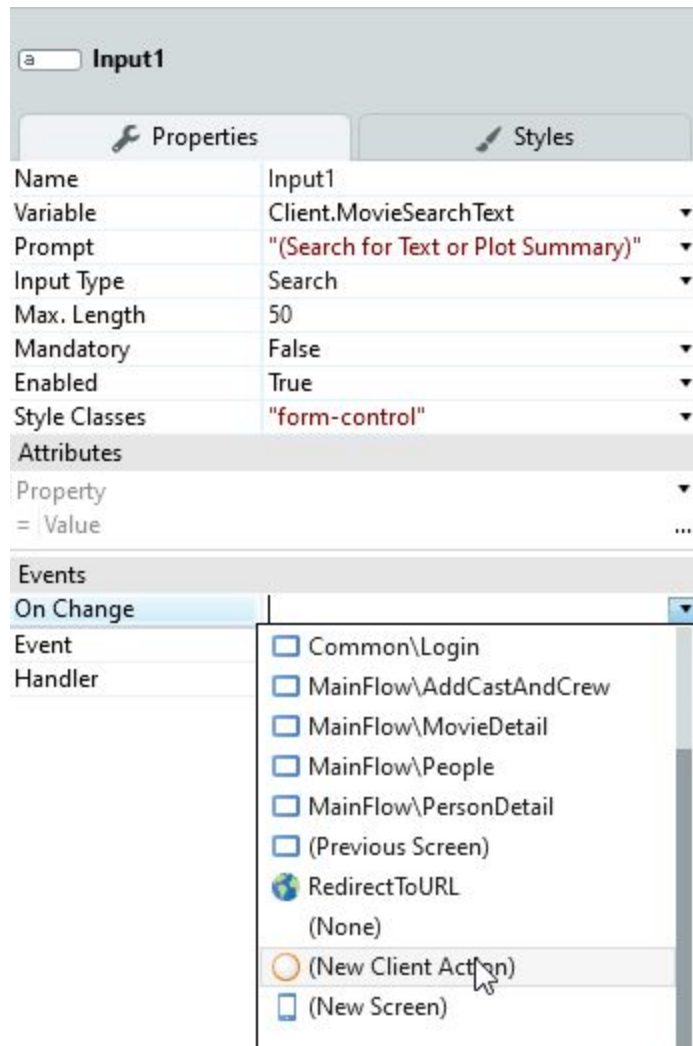 a Input1
Properties Styles
Name Input1
Variable Client.MovieSearchText
Prompt "(Search for Text or Plot Summary)"
Input Type Search
Max. Length 50
Mandatory False
Enabled True
Style Classes "form-control"
Attributes
Property
= Value ...
Events
On Change
Event
Handler
Common\Login
MainFlow\AddCastAndCrew
MainFlow\MovieDetail
MainFlow\People
MainFlow\PersonDetail
(Previous Screen)
RedirectToURL
(None)
(New Client Action)
(New Screen)